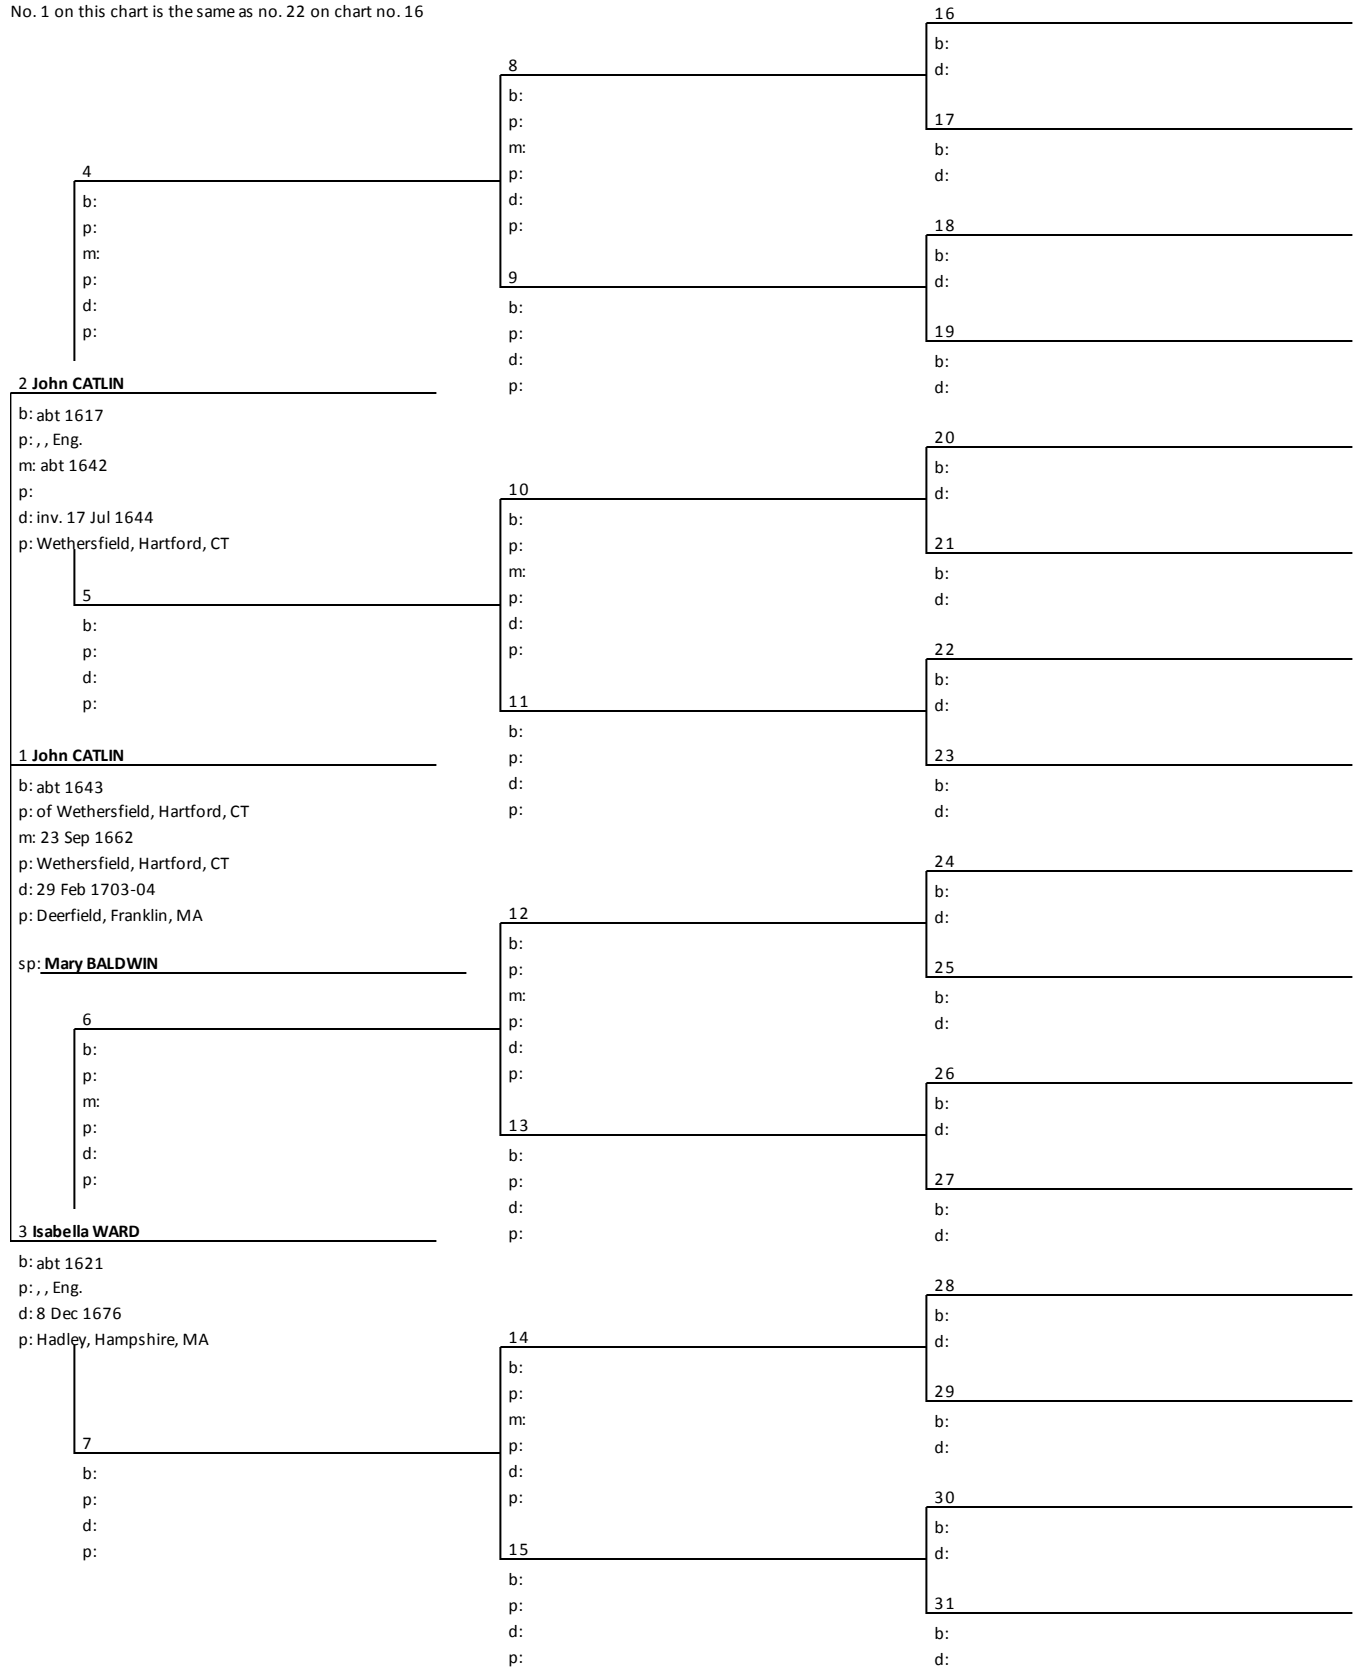 No. 1 on this chart is the same as no. 22 on chart no. 16
16
b:
d:
8
b:
p:
m:
p:
d:
p:
17
b:
d:
4
b:
p:
m:
p:
d:
p:
18
b:
d:
9
b:
p:
d:
p:
19
b:
d:
2 John CATLIN
b: abt 1617
p: , , Eng.
m: abt 1642
p:
d: inv. 17 Jul 1644
p: Wethersfield, Hartford, CT
20
b:
d:
10
b:
p:
m:
p:
d:
p:
21
b:
d:
5
b:
p:
d:
p:
22
b:
d:
11
b:
p:
d:
p:
23
b:
d:
1 John CATLIN
b: abt 1643
p: of Wethersfield, Hartford, CT
m: 23 Sep 1662
p: Wethersfield, Hartford, CT
d: 29 Feb 1703-04
p: Deerfield, Franklin, MA
sp: Mary BALDWIN
24
b:
d:
12
b:
p:
m:
p:
d:
p:
25
b:
d:
6
b:
p:
m:
p:
d:
p:
26
b:
d:
13
b:
p:
d:
p:
27
b:
d:
3 Isabella WARD
b: abt 1621
p: , , Eng.
d: 8 Dec 1676
p: Hadley, Hampshire, MA
28
b:
d:
14
b:
p:
m:
p:
d:
p:
29
b:
d:
7
b:
p:
d:
p:
30
b:
d:
15
b:
p:
d:
p:
31
b:
d: